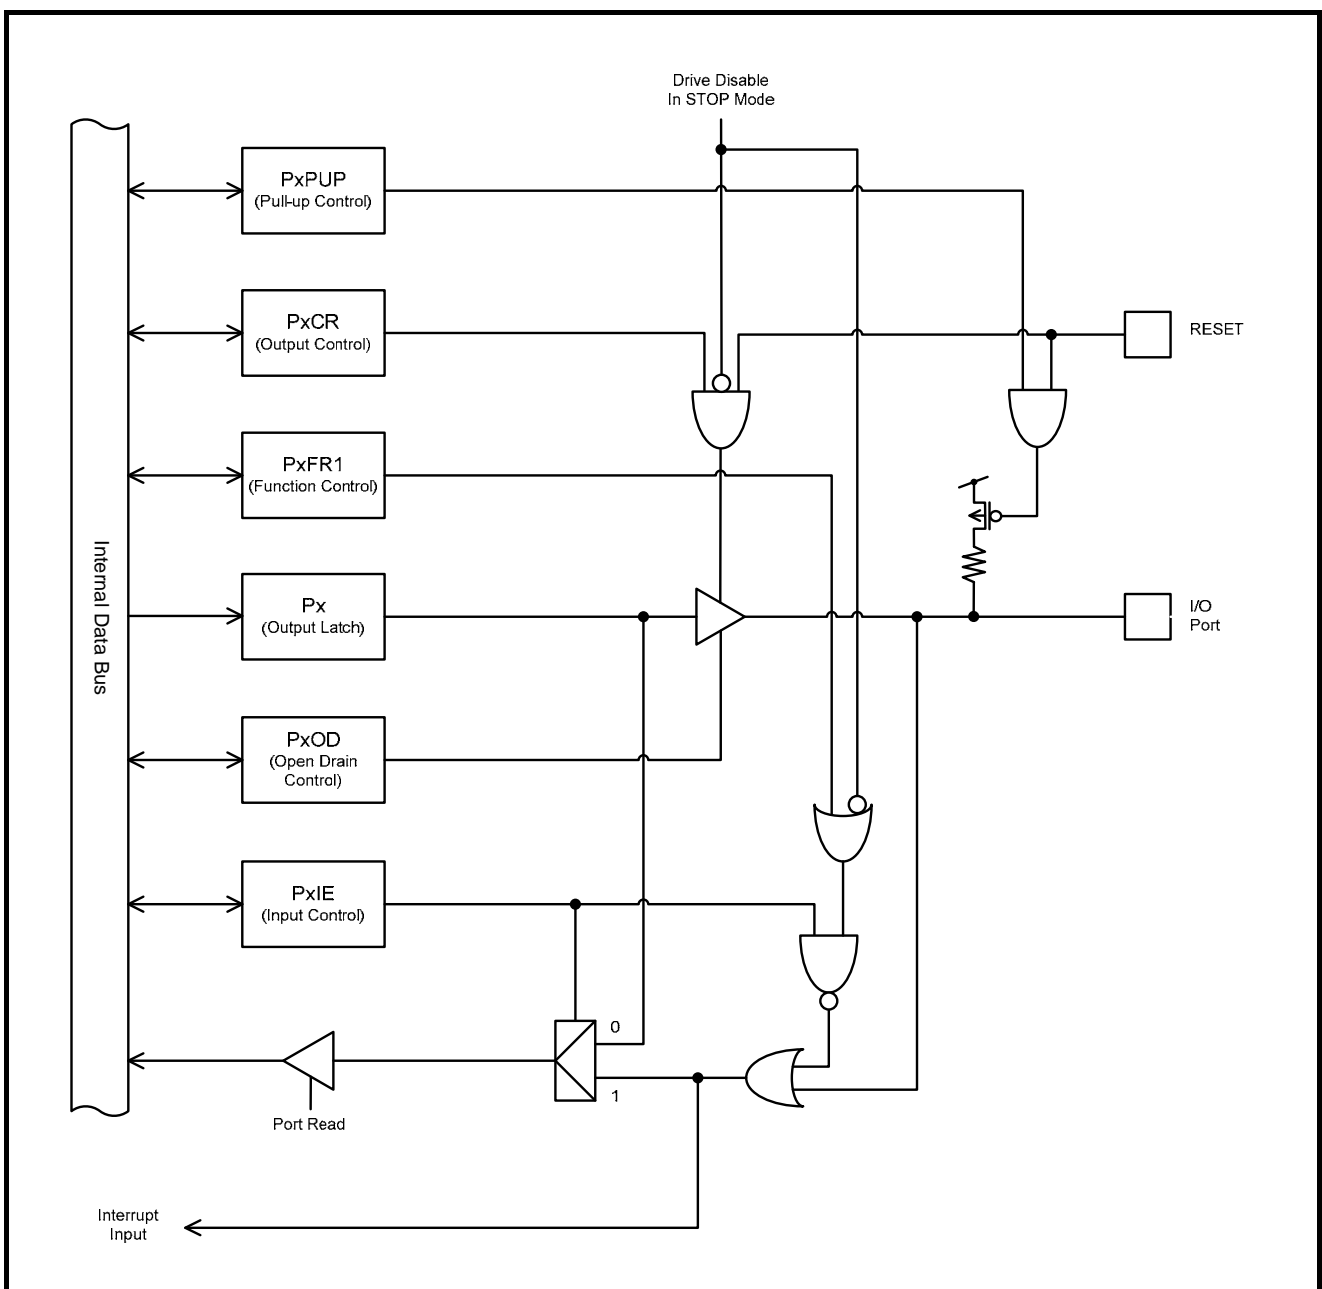 Drive Disable
In STOP Mode
PxPUP
(Pull-up Control)
PxCR
(Output Control)
RESET
PxFR1
(Function Control)
Internal Data Bus
Px
(Output Latch)
I/O
Port
PxOD
(Open Drain
Control)
PxIE
(Input Control)
0
1
Port Read
Interrupt
Input